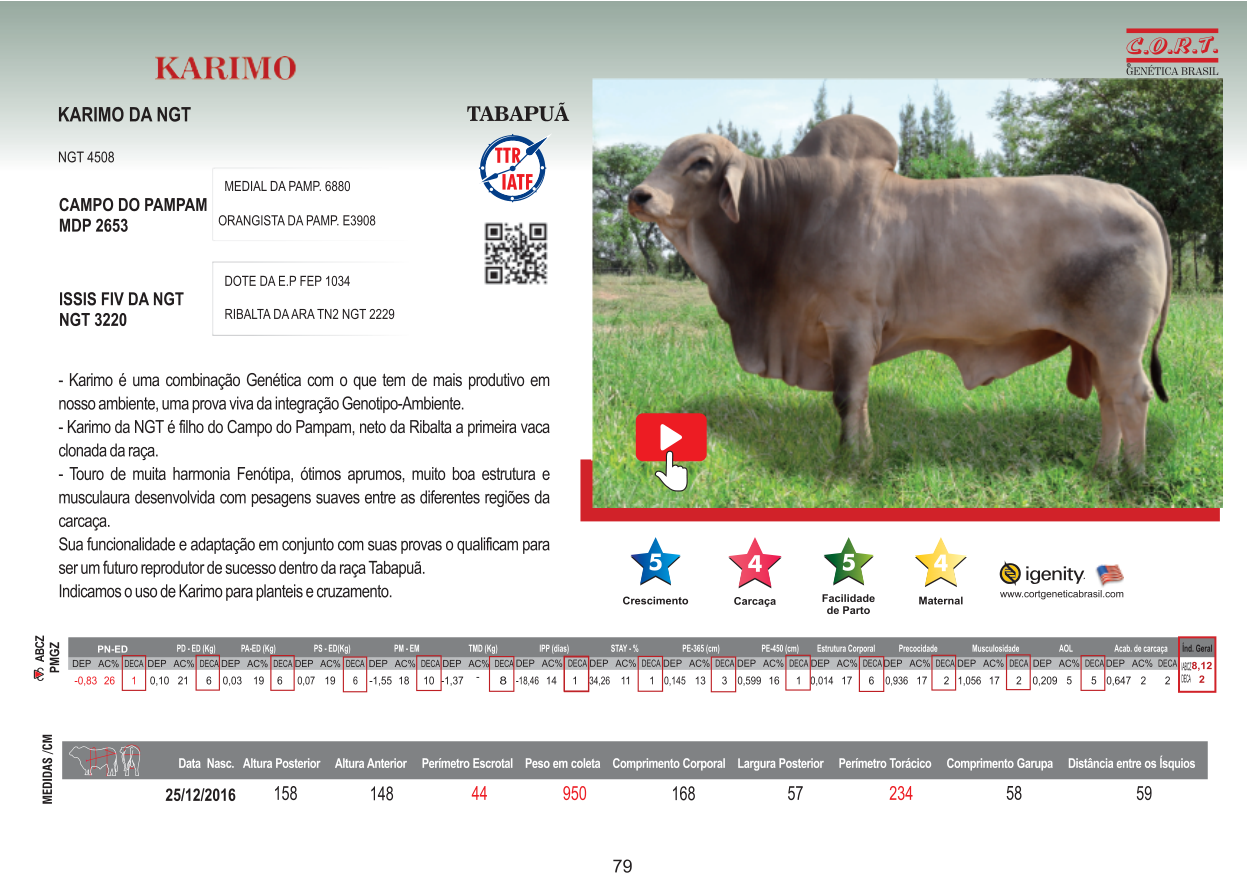 KARIMO
C.O.R.T.
GENÉTICA BRASIL
KARIMO DA NGT
TABAPUÃ
NGT 4508
TTR
IATF
CAMPO DO PAMPAM
MDP 2653
MEDIAL DA PAMP. 6880
ORANGISTA DA PAMP. E3908
ISSIS FIV DA NGT
NGT 3220
DOTE DA E.P FEP 1034
RIBALTA DA ARA TN2 NGT 2229
- Karimo é uma combinação Genética com o que tem de mais produtivo em
nosso ambiente, uma prova viva da integração Genotipo-Ambiente.
- Karimo da NGT é filho do Campo do Pampam, neto da Ribalta a primeira vaca
clonada da raça.
- Touro de muita harmonia Fenótipa, ótimos aprumos, muito boa estrutura e
musculaura desenvolvida com pesagens suaves entre as diferentes regiões da
carcaça.
Sua funcionalidade e adaptação em conjunto com suas provas o qualificam para
ser um futuro reprodutor de sucesso dentro da raça Tabapuã.
Indicamos o uso de Karimo para planteis e cruzamento.
5 4 5 4
Crescimento Carcaça Facilidade de Parto Maternal
igenity
www.cortgeneticabrasil.com
ABCZ
PMGZ
PN-ED PD - ED (Kg) PA-ED (Kg) PS - ED(Kg) PM - EM TMD (Kg) IPP (dias) STAY - % PE-365 (cm) PE-450 (cm) Estrutura Corporal Precocidade Musculosidade AOL Acab. de carcaça Índ. Geral
DEP AC% DECA DEP AC% DECA DEP AC% DECA DEP AC% DECA DEP AC% DECA DEP AC% DECA DEP AC% DECA DEP AC% DECA DEP AC% DECA DEP AC% DECA DEP AC% DECA DEP AC% DECA DEP AC% DECA DEP AC% DECA DEP AC% DECA iABCZ 8,12
-0,83 26 1 0,10 21 6 0,03 19 6 0,07 19 6 -1,55 18 10 -1,37 - 8 -18,46 14 1 34,26 11 1 0,145 13 3 0,599 16 1 0,014 17 6 0,936 17 2 1,056 17 2 0,209 5 5 0,647 2 2 DECA 2
MEDIDAS /CM
Data Nasc. Altura Posterior Altura Anterior Perímetro Escrotal Peso em coleta Comprimento Corporal Largura Posterior Perimetro Torácico Comprimento Garupa Distância entre os Ísquios
25/12/2016 158 148 44 950 168 57 234 58 59
79